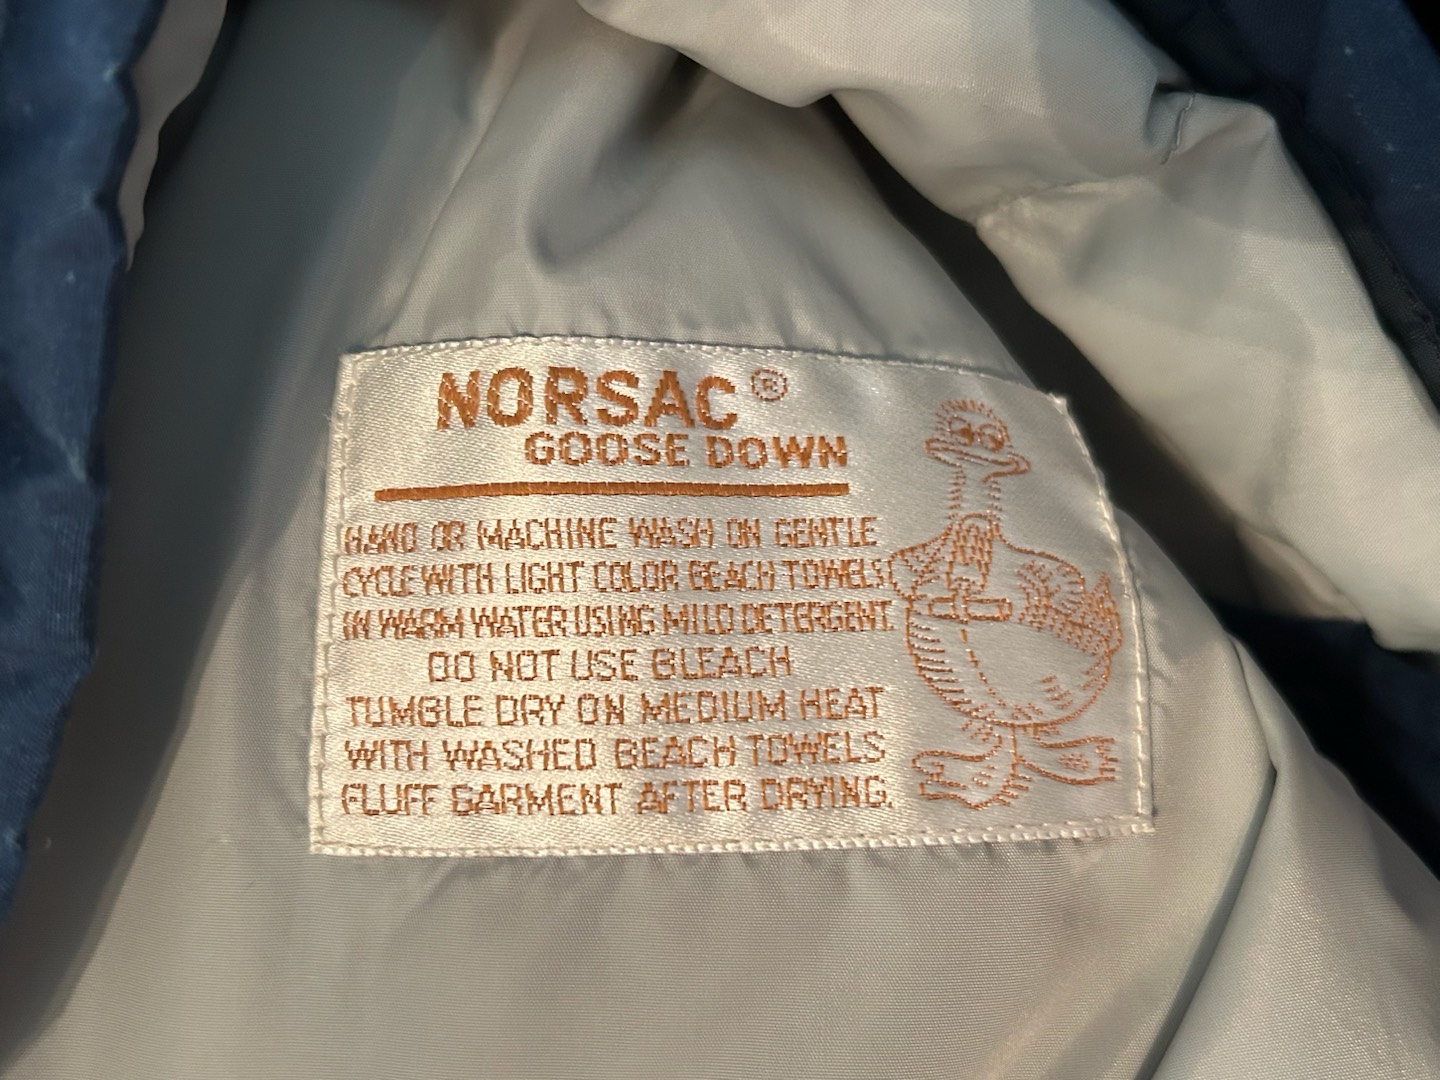 NORSAC ®
GOOSE DOWN
HAND OR MACHINE WASH ON GENTLE
CYCLE WITH LIGHT COLOR BEACH TOWELS
IN WARM WATER USING MILD DETERGENT.
DO NOT USE BLEACH
TUMBLE DRY ON MEDIUM HEAT
WITH WASHED BEACH TOWELS
FLUFF GARMENT AFTER DRYING.